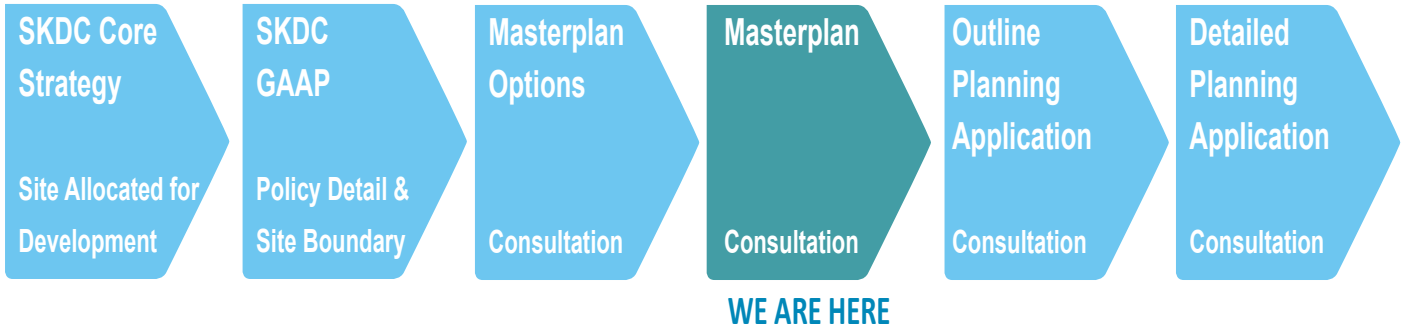 SKDC Core
Strategy
Site Allocated for
Development
SKDC
GAAP
Policy Detail &
Site Boundary
Masterplan
Options
Consultation
Masterplan
Consultation
WE ARE HERE
Outline
Planning
Application
Consultation
Detailed
Planning
Application
Consultation